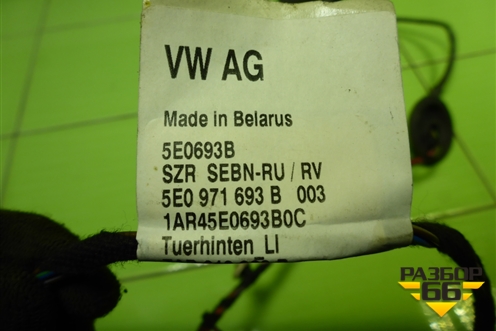 VW AG
Made in Belarus
5E0693B
SZR SEBN-RU / RV
5E0 971 693 B 003
1AR45E0693B0C
Tuerhinten LI
РАЗБОР
66